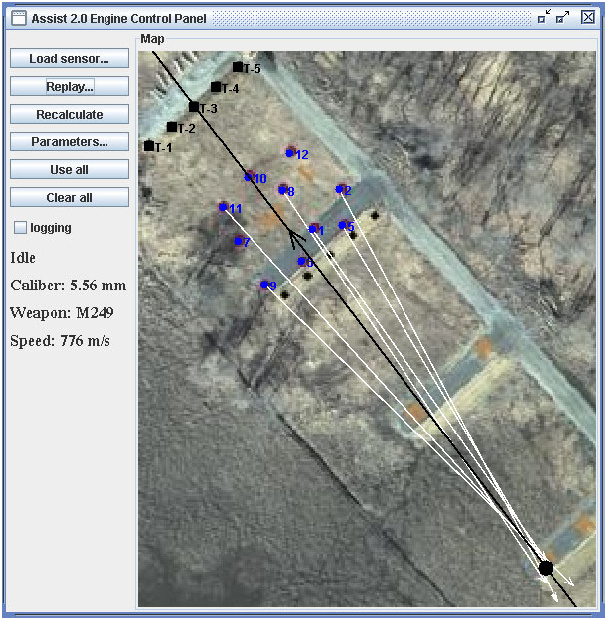 Assist 2.0 Engine Control Panel
Load sensor...
Replay...
Recalculate
Parameters...
Use all
Clear all
logging
Idle
Caliber: 5.56 mm
Weapon: M249
Speed: 776 m/s
Map
T-5
T-4
T-3
T-2
T-1
12
10
8
2
11
1
5
7
9